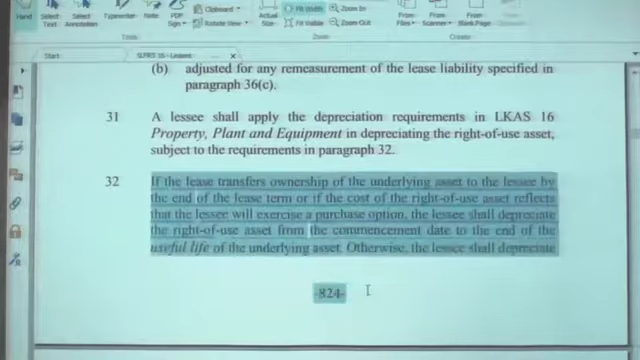 Hand
Select Text
Select Annotation
Typewriter
Note
PDF Sign
Clipboard
Rotate View
Actual Size
Fit Width
Fit Visible
Zoom In
Zoom Out
From Files
From Scanner
From Blank Page
Tools
Zoom
Create
Start
SLFRS 16 - Leases
(b) adjusted for any remeasurement of the lease liability specified in
paragraph 36(c).
31 A lessee shall apply the depreciation requirements in LKAS 16
Property, Plant and Equipment in depreciating the right-of-use asset,
subject to the requirements in paragraph 32.
32 If the lease transfers ownership of the underlying asset to the lessee by
the end of the lease term or if the cost of the right-of-use asset reflects
that the lessee will exercise a purchase option, the lessee shall depreciate
the right-of-use asset from the commencement date to the end of the
useful life of the underlying asset. Otherwise, the lessee shall depreciate
-824-